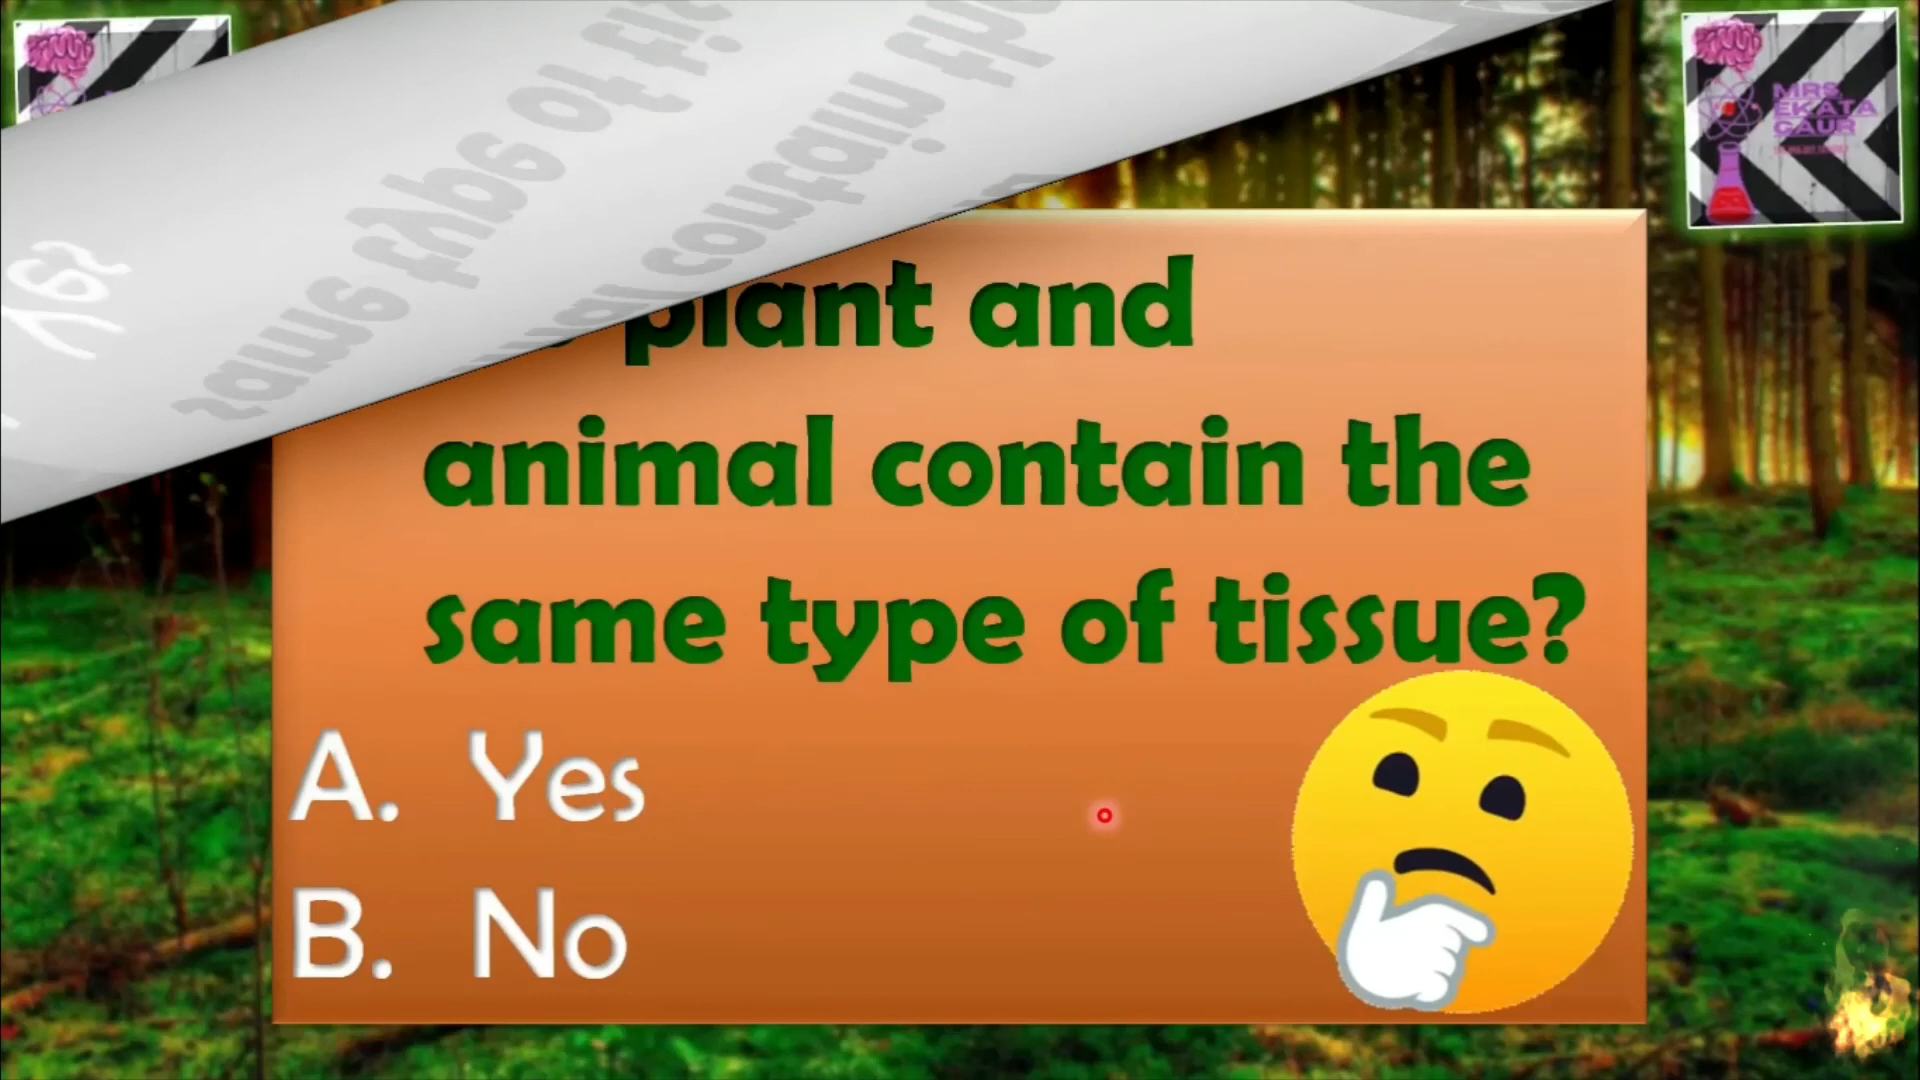 plant and
animal contain the
same type of tissue?
A. Yes
B. No
MRS.
EKATA
GAUR